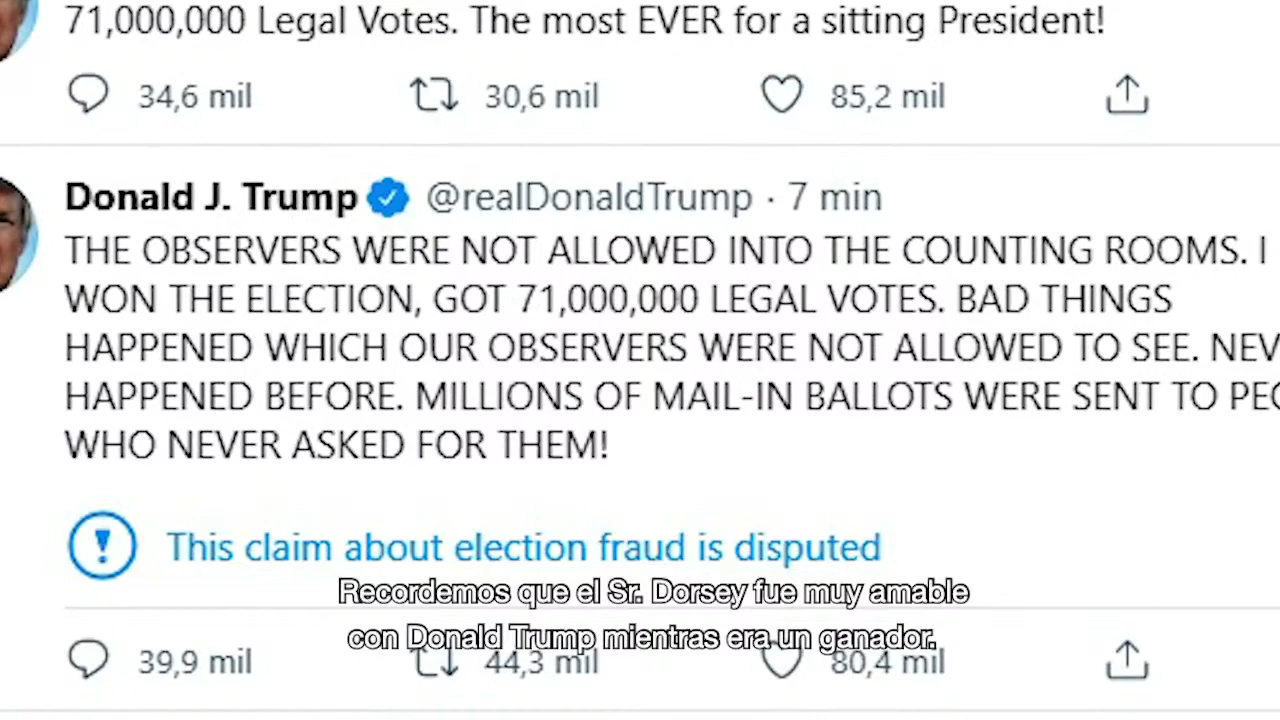 71,000,000 Legal Votes. The most EVER for a sitting President!
34,6 mil 30,6 mil 85,2 mil
Donald J. Trump @realDonaldTrump · 7 min
THE OBSERVERS WERE NOT ALLOWED INTO THE COUNTING ROOMS. I
WON THE ELECTION, GOT 71,000,000 LEGAL VOTES. BAD THINGS
HAPPENED WHICH OUR OBSERVERS WERE NOT ALLOWED TO SEE. NEV
HAPPENED BEFORE. MILLIONS OF MAIL-IN BALLOTS WERE SENT TO PEO
WHO NEVER ASKED FOR THEM!
This claim about election fraud is disputed
Recordemos que el Sr. Dorsey fue muy amable
con Donald Trump mientras era un ganador.
39,9 mil 44,3 mil 80,4 mil